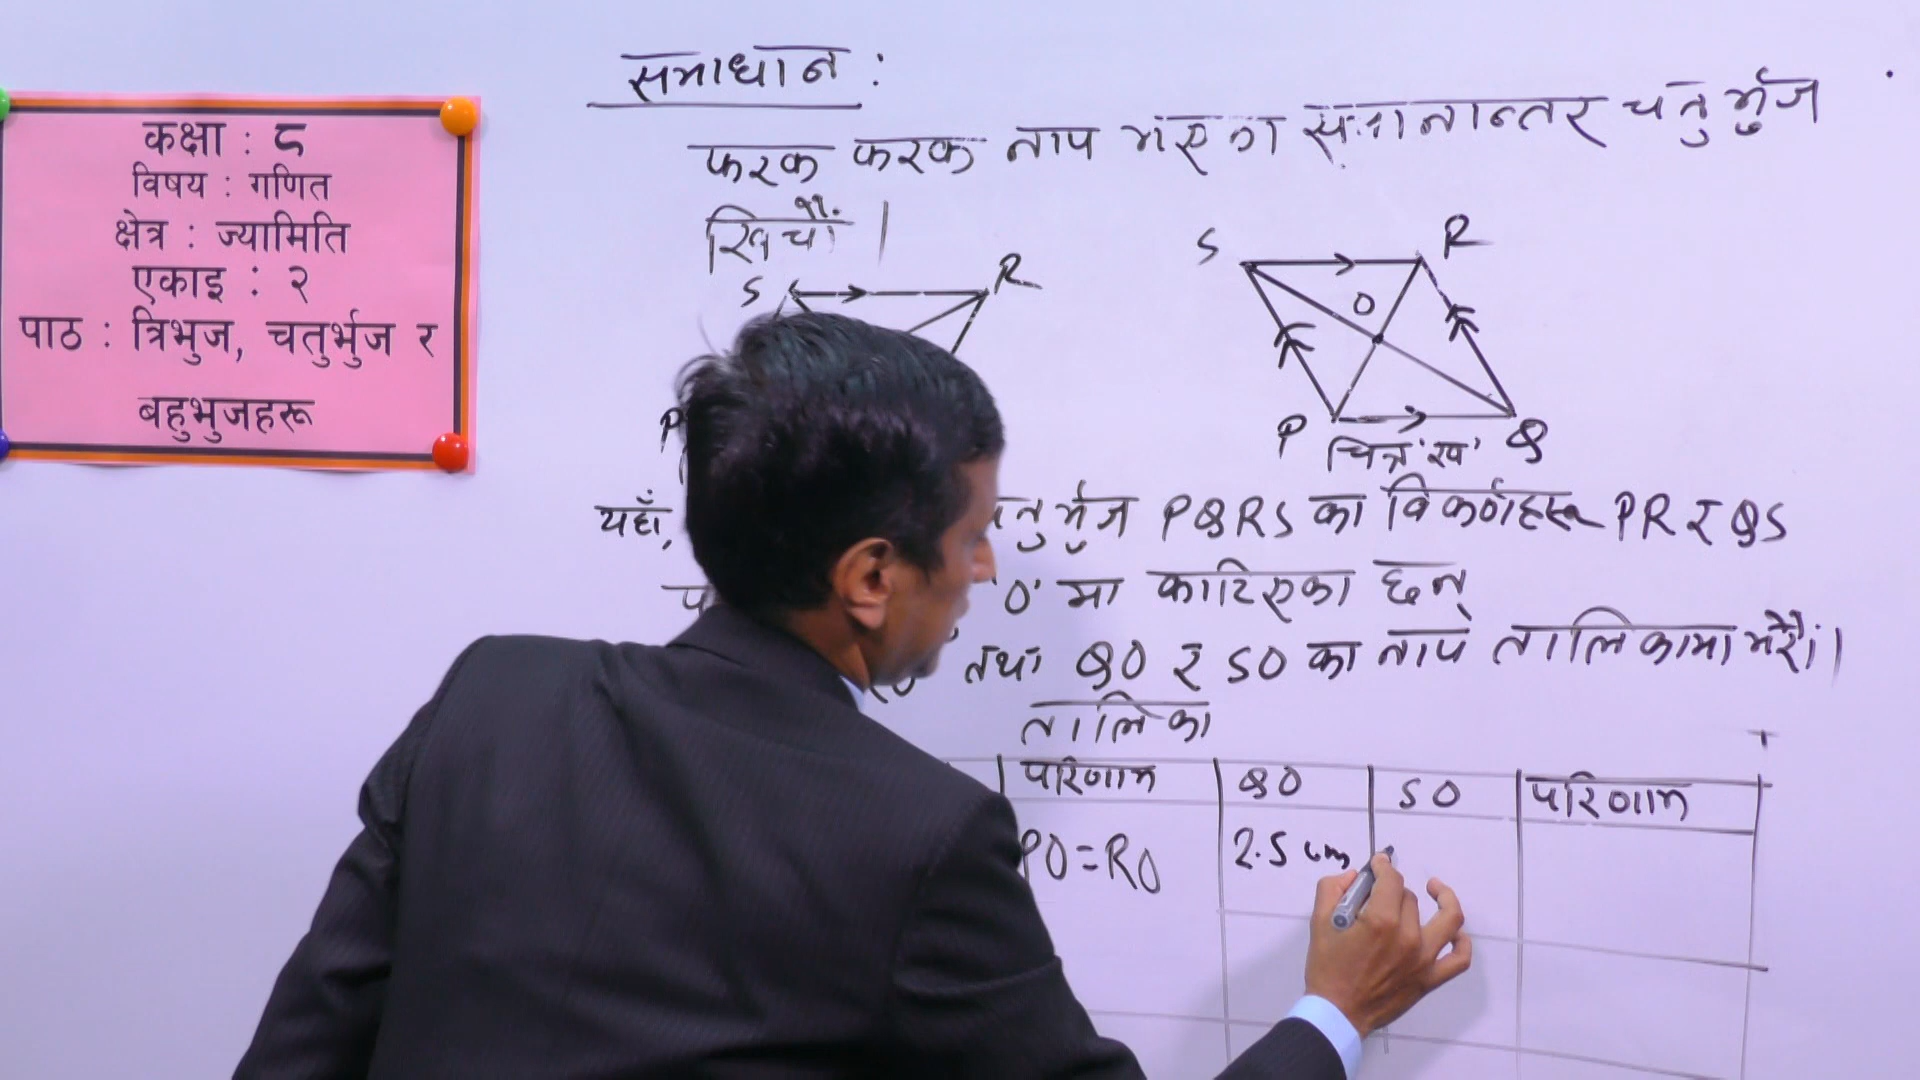 कक्षा : ८
विषय : गणित
क्षेत्र : ज्यामिति
एकाइ : २
पाठ : त्रिभुज, चतुर्भुज र
बहुभुजहरू
समाधान :
फरक फरक नाप भएका समानान्तर चतुर्भुज
खिचौं ।
S R
P
S R
O
P Q
चित्र 'ख'
यहाँ, चतुर्भुज PQRS का विकर्णहरू PR र QS
'O' मा काटिएका छन्
तथा QO र SO का नाप तालिकामा भरौं ।
तालिका
परिणाम QO SO परिणाम
PO=RO 2.5 cm